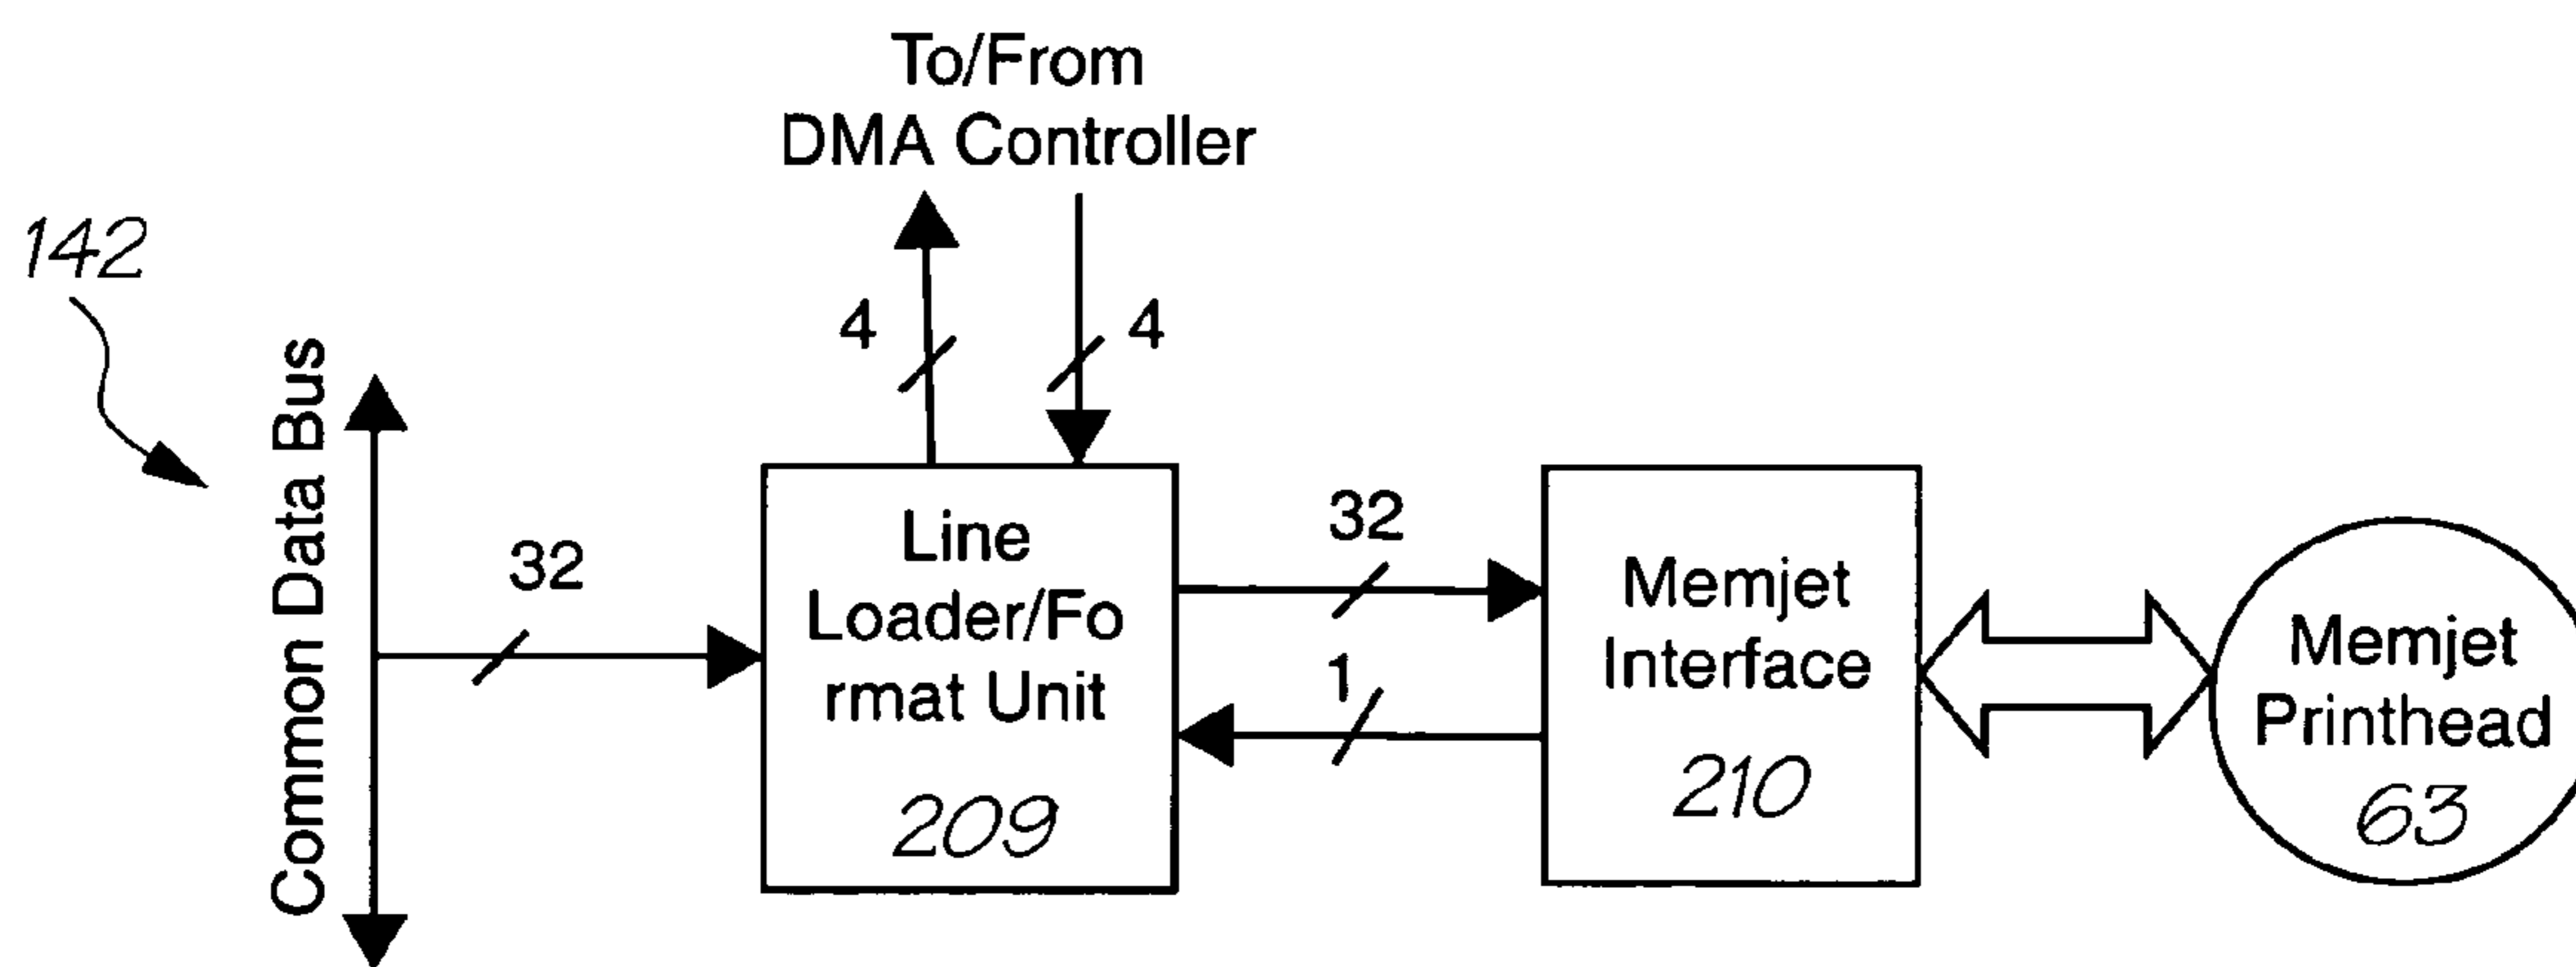 To/From
DMA Controller
142
4
4
Common Data Bus
32
Line
Loader/Fo
rmat Unit
209
32
1
Memjet
Interface
210
Memjet
Printhead
63